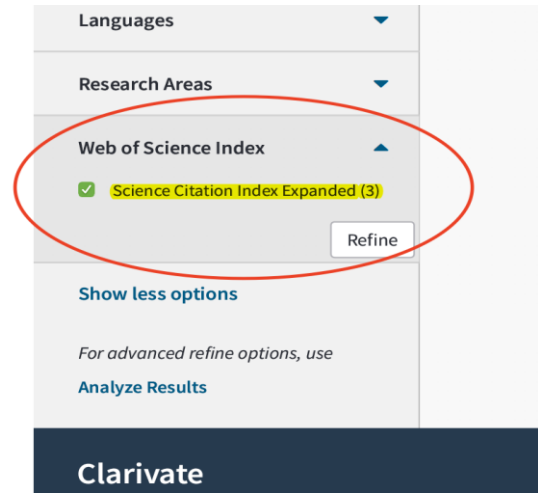 Languages
Research Areas
Web of Science Index
Science Citation Index Expanded (3)
Refine
Show less options
For advanced refine options, use
Analyze Results
Clarivate